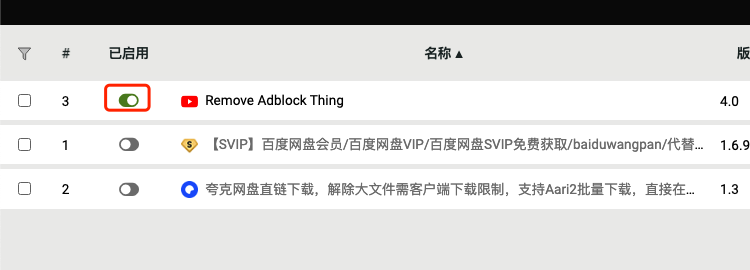 # 已启用 名称 ▲ 版
3 Remove Adblock Thing 4.0
1 【SVIP】百度网盘会员/百度网盘VIP/百度网盘SVIP免费获取/baiduwangpan/代替... 1.6.9
2 夸克网盘直链下载，解除大文件需客户端下载限制，支持Aari2批量下载，直接在... 1.3